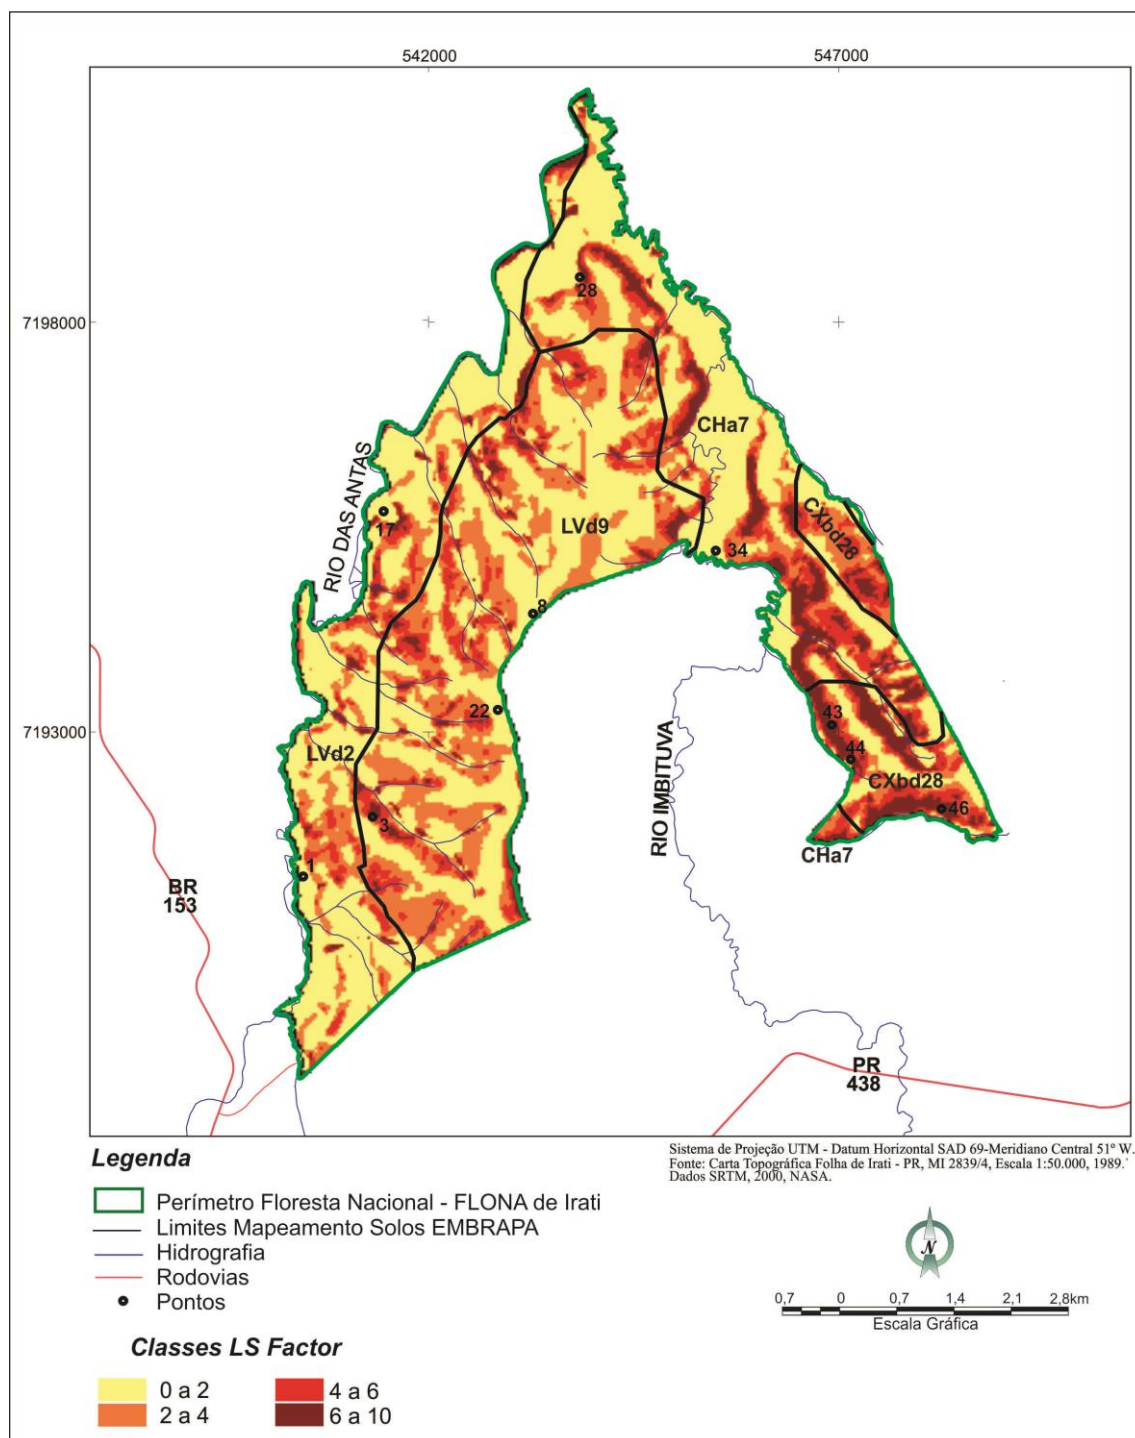 542000
547000
28
7198000
CHa7
RIO DAS ANTAS
17
LVd9
CXbd28
34
8
22
43
7193000
LVd2
44
CXbd28
3
46
RIO IMBITUVA
CHa7
1
BR
153
PR
438
Legenda
Sistema de Projeção UTM - Datum Horizontal SAD 69-Meridiano Central 51º W.
Fonte: Carta Topográfica Folha de Irati - PR, MI 2839/4, Escala 1:50.000, 1989.
Dados SRTM, 2000, NASA.
Perímetro Floresta Nacional - FLONA de Irati
Limites Mapeamento Solos EMBRAPA
Hidrografia
Rodovias
Pontos
N
0,7 0 0,7 1,4 2,1 2,8km
Escala Gráfica
Classes LS Factor
0 a 2
4 a 6
2 a 4
6 a 10